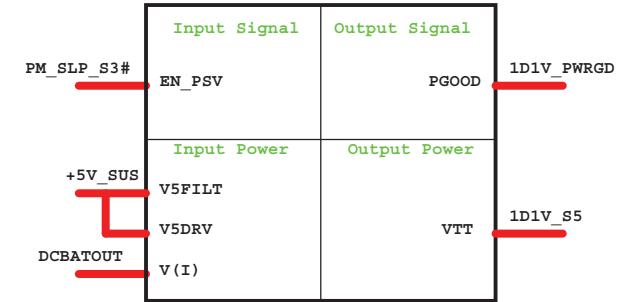 Input Signal Output Signal
PM_SLP_S3# EN_PSV PGOOD 1D1V_PWRGD
Input Power Output Power
+5V_SUS V5FILT
V5DRV VTT 1D1V_S5
DCBATOUT V(I)